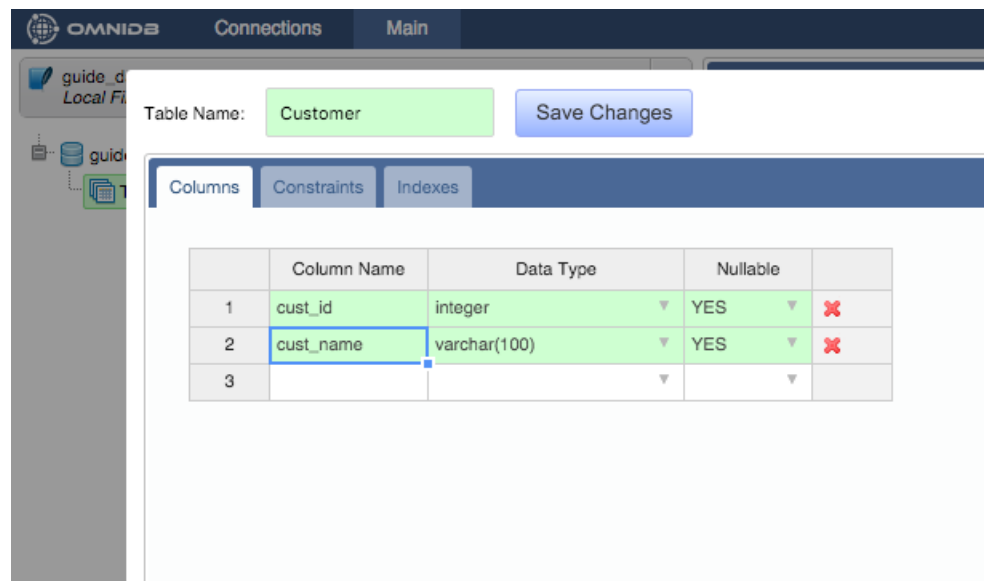 OMNIDB Connections Main
guide_d
Local Fi
guid
Table Name: Customer Save Changes
Columns Constraints Indexes
Column Name Data Type Nullable
1 cust_id integer YES
2 cust_name varchar(100) YES
3